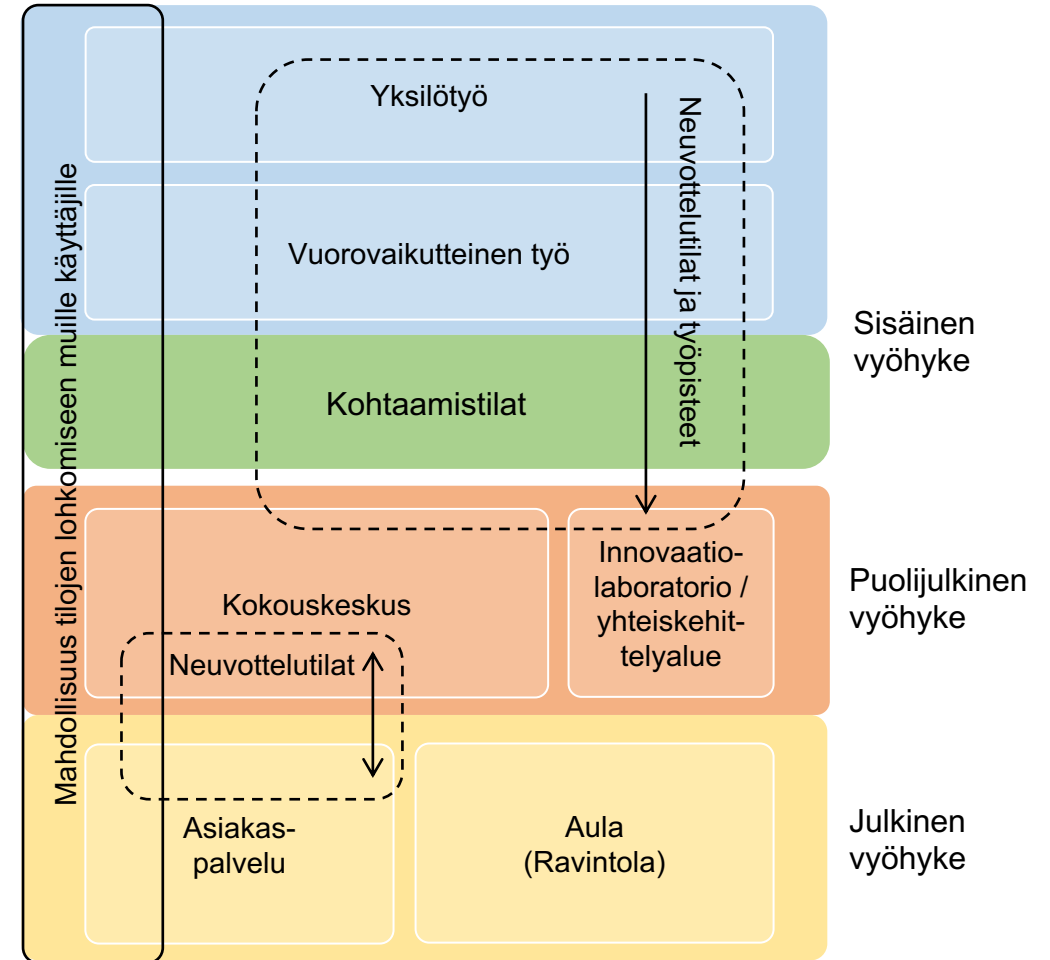 Yksilötyö
Neuvottelutilat ja työpisteet
Vuorovaikutteinen työ
Mahdollisuus tilojen lohkomiseen muille käyttäjille
Sisäinen
vyöhyke
Kohtaamistilat
Innovaatio-
laboratorio /
yhteiskehit-
telyalue
Kokouskeskus
Neuvottelutilat
Puolijulkinen
vyöhyke
Asiakas-
palvelu
Aula
(Ravintola)
Julkinen
vyöhyke